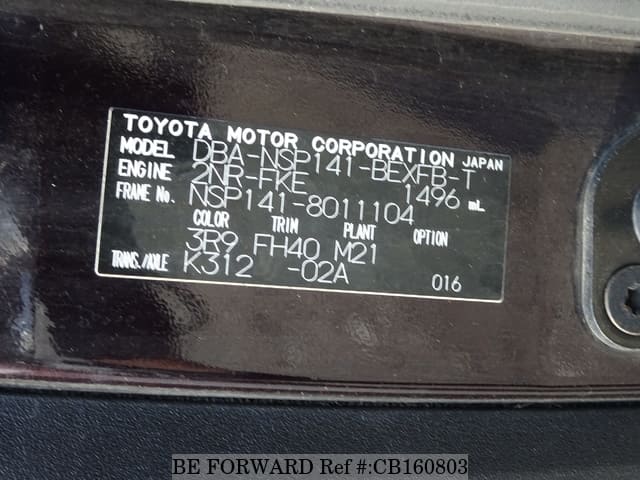 TOYOTA MOTOR CORPORATION JAPAN
MODEL DBA-NSP141-BEXFB-T
ENGINE 2NR-FKE 1496 mL
FRAME No. NSP141-8011104
COLOR TRIM PLANT OPTION
3R9 FH40 M21
TRANS./AXLE K312 -02A 016
BE FORWARD Ref #:CB160803